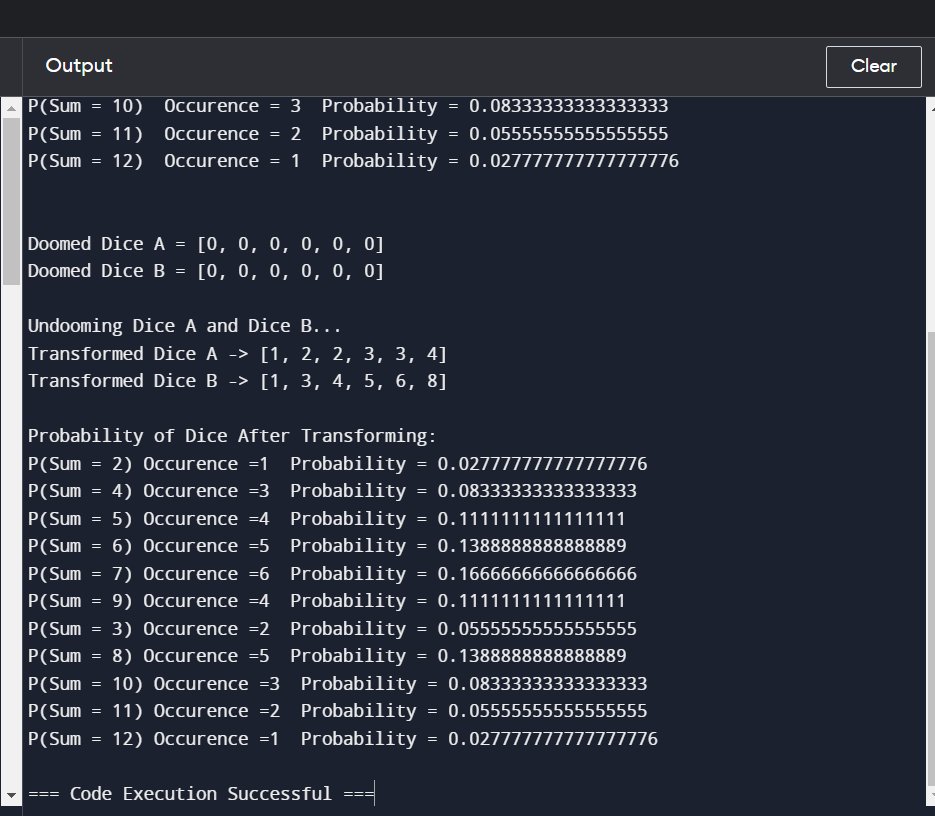 Output
Clear
P(Sum = 10)  Occurence = 3  Probability = 0.08333333333333333
P(Sum = 11)  Occurence = 2  Probability = 0.05555555555555555
P(Sum = 12)  Occurence = 1  Probability = 0.027777777777777776
Doomed Dice A = [0, 0, 0, 0, 0, 0]
Doomed Dice B = [0, 0, 0, 0, 0, 0]
Undooming Dice A and Dice B...
Transformed Dice A -> [1, 2, 2, 3, 3, 4]
Transformed Dice B -> [1, 3, 4, 5, 6, 8]
Probability of Dice After Transforming:
P(Sum = 2) Occurence =1  Probability = 0.027777777777777776
P(Sum = 4) Occurence =3  Probability = 0.08333333333333333
P(Sum = 5) Occurence =4  Probability = 0.1111111111111111
P(Sum = 6) Occurence =5  Probability = 0.1388888888888889
P(Sum = 7) Occurence =6  Probability = 0.16666666666666666
P(Sum = 9) Occurence =4  Probability = 0.1111111111111111
P(Sum = 3) Occurence =2  Probability = 0.05555555555555555
P(Sum = 8) Occurence =5  Probability = 0.1388888888888889
P(Sum = 10) Occurence =3  Probability = 0.08333333333333333
P(Sum = 11) Occurence =2  Probability = 0.05555555555555555
P(Sum = 12) Occurence =1  Probability = 0.027777777777777776
=== Code Execution Successful ===